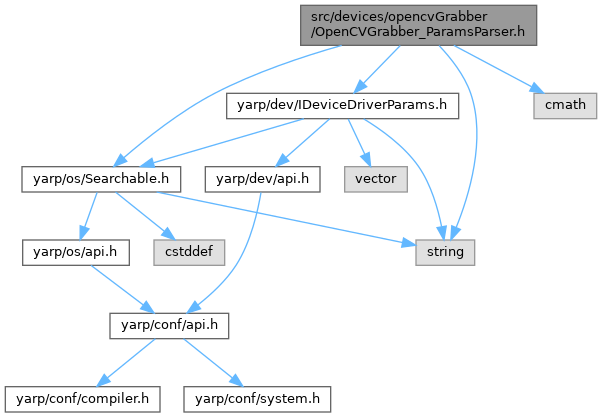 src/devices/opencvGrabber
/OpenCVGrabber_ParamsParser.h
yarp/dev/IDeviceDriverParams.h
cmath
yarp/os/Searchable.h
yarp/dev/api.h
vector
yarp/os/api.h
cstddef
string
yarp/conf/api.h
yarp/conf/compiler.h
yarp/conf/system.h